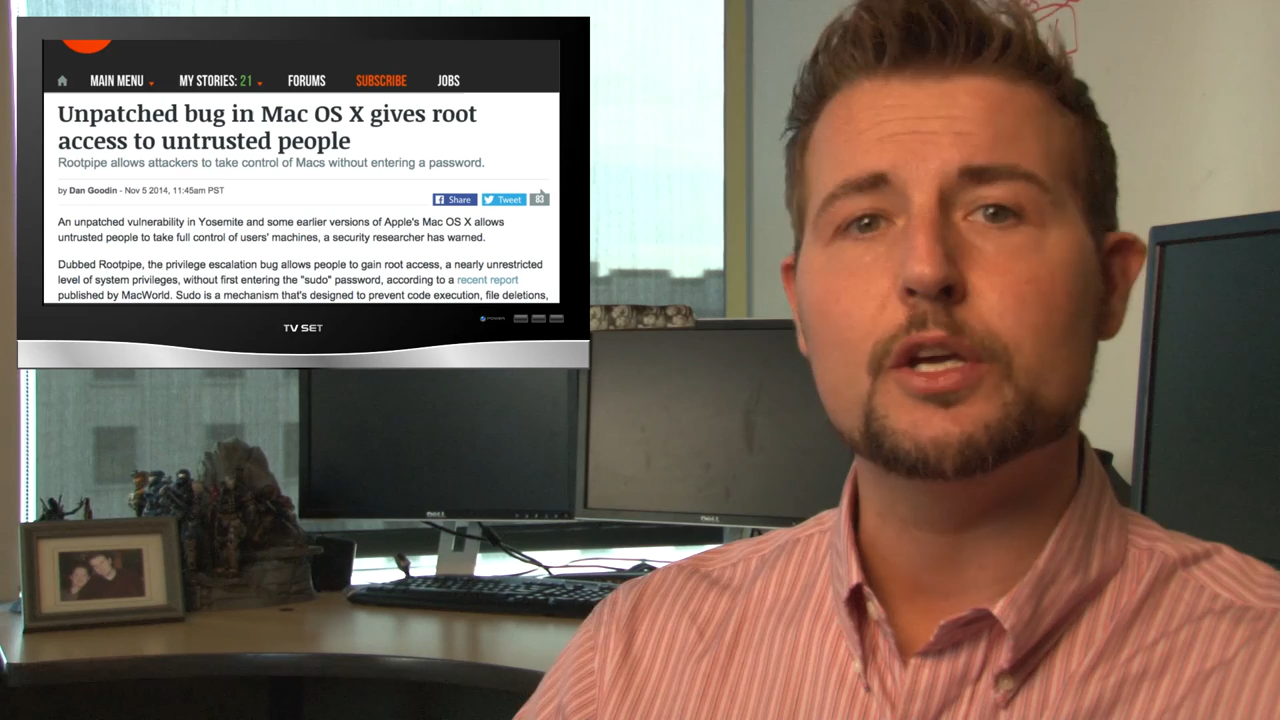 MAIN MENU MY STORIES: 21 FORUMS SUBSCRIBE JOBS
Unpatched bug in Mac OS X gives root
access to untrusted people
Rootpipe allows attackers to take control of Macs without entering a password.
by Dan Goodin - Nov 5 2014, 11:45am PST
Share Tweet 83
An unpatched vulnerability in Yosemite and some earlier versions of Apple's Mac OS X allows
untrusted people to take full control of users' machines, a security researcher has warned.
Dubbed Rootpipe, the privilege escalation bug allows people to gain root access, a nearly unrestricted
level of system privileges, without first entering the "sudo" password, according to a recent report
published by MacWorld. Sudo is a mechanism that's designed to prevent code execution, file deletions,
POWER
TV SET
DELL
DELL